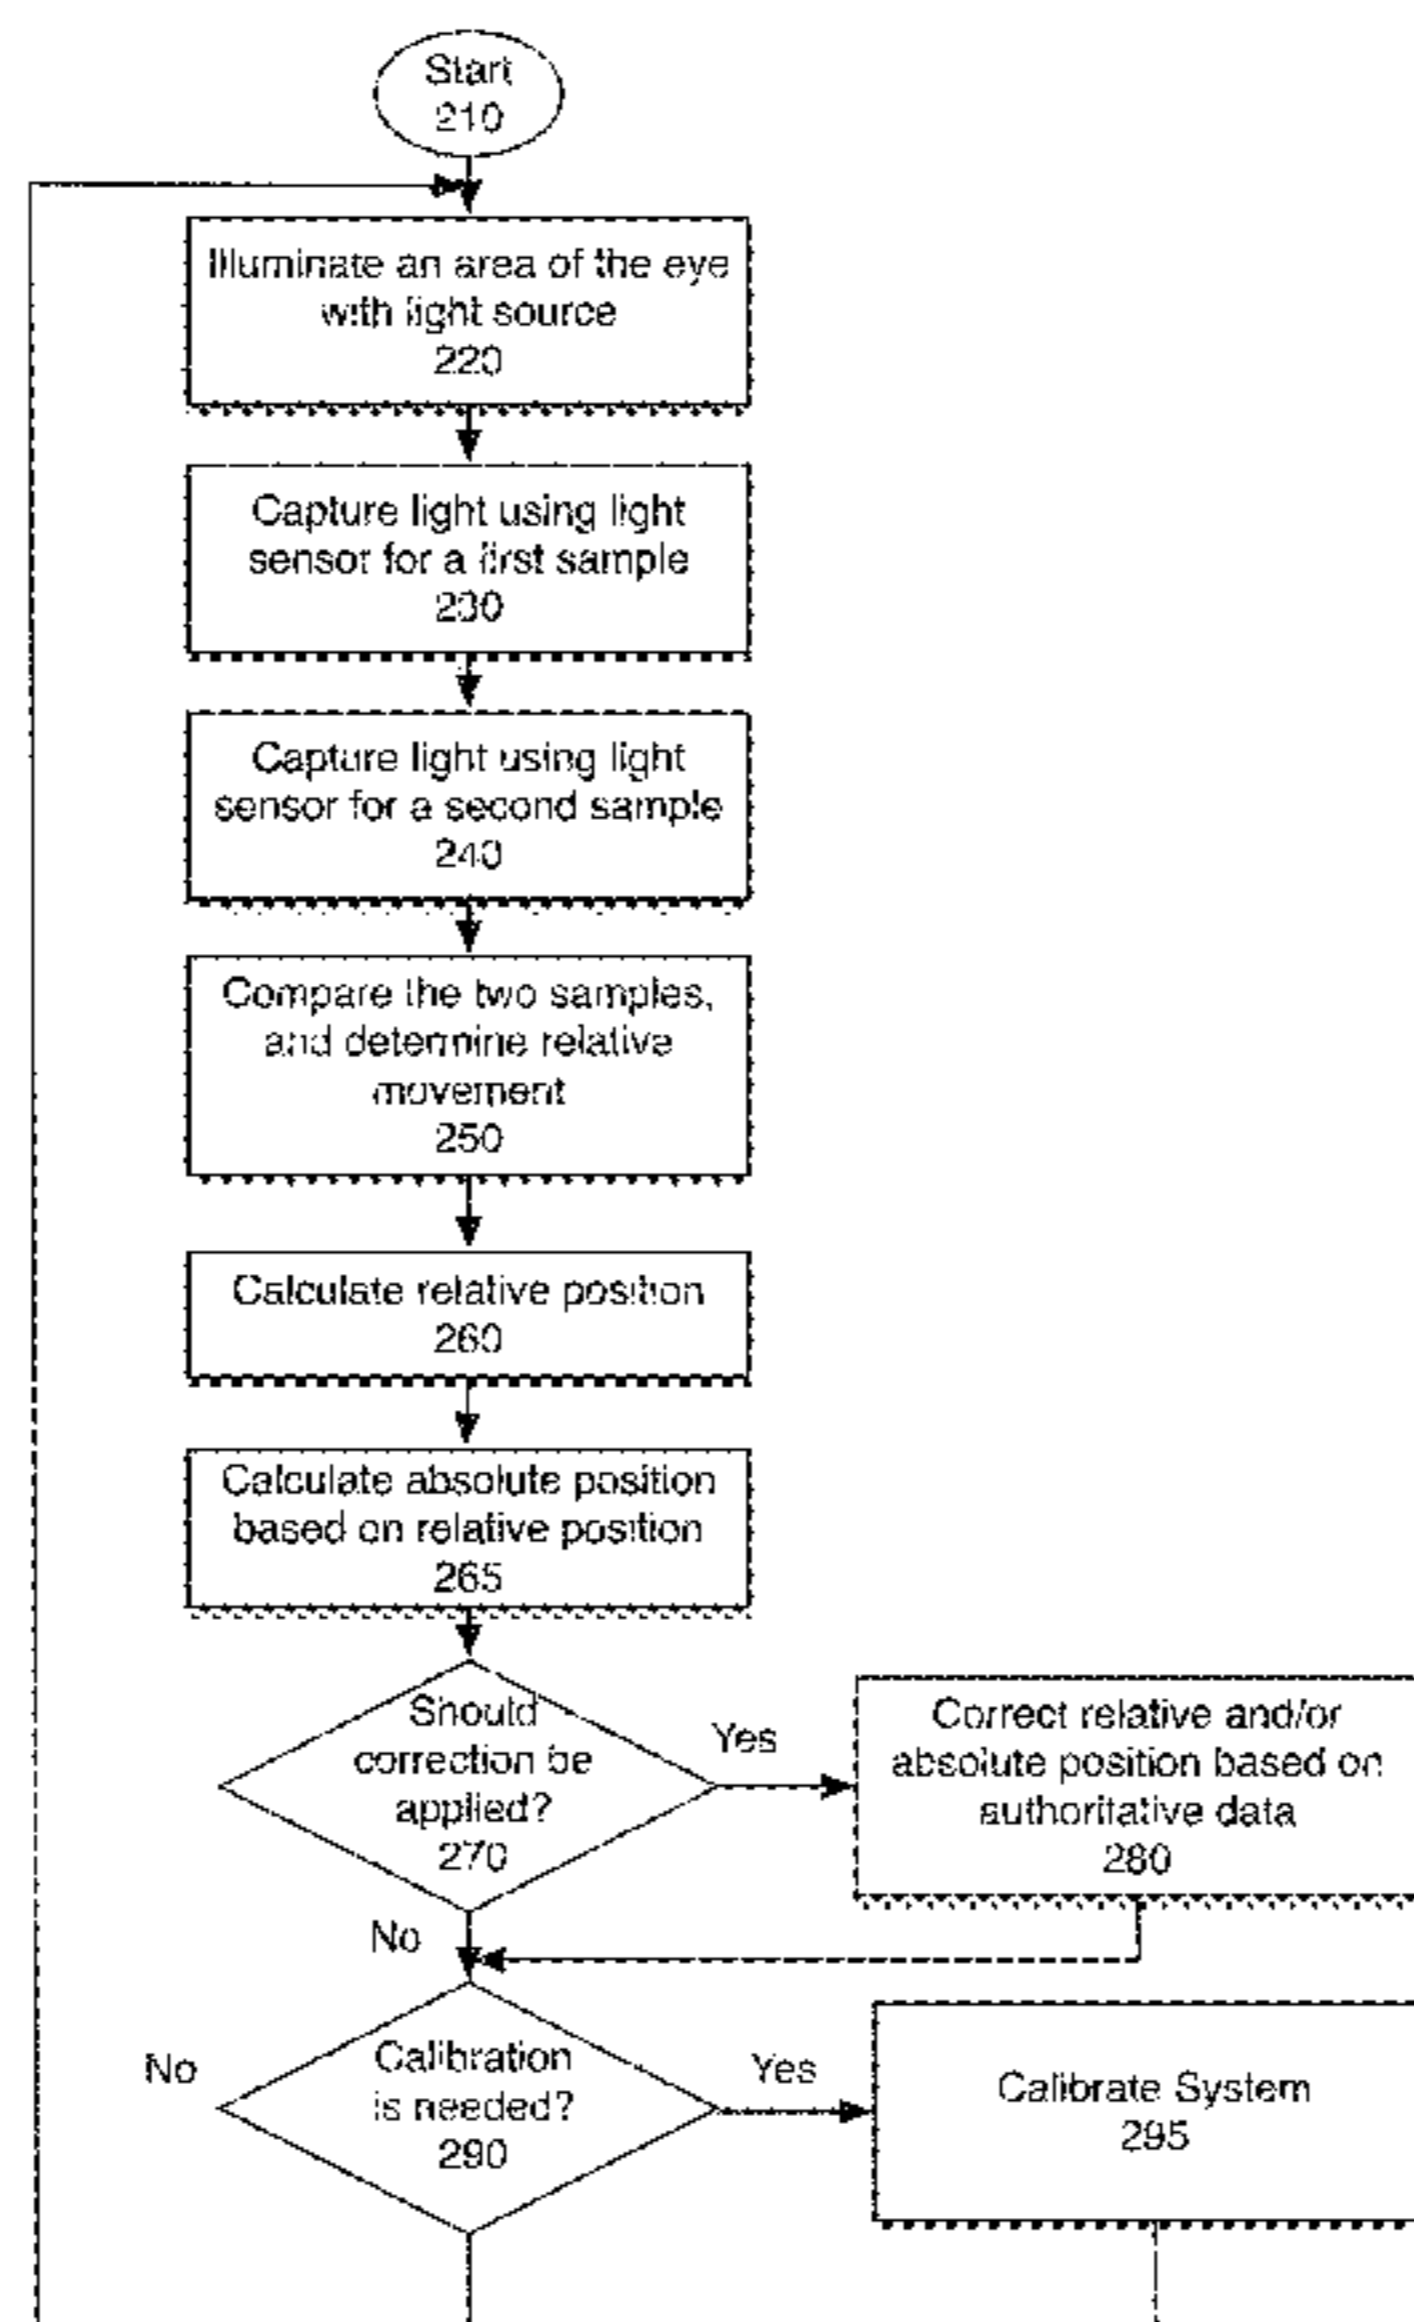 Start
210
Illuminate an area of the eye
with light source
220
Capture light using light
sensor for a first sample
230
Capture light using light
sensor for a second sample
240
Compare the two samples,
and determine relative
movement
250
Calculate relative position
260
Calculate absolute position
based on relative position
265
Should
correction be
applied?
270
Yes
Correct relative and/or
absolute position based on
authoritative data
280
No
Calibration
is needed?
290
No
Yes
Calibrate System
295